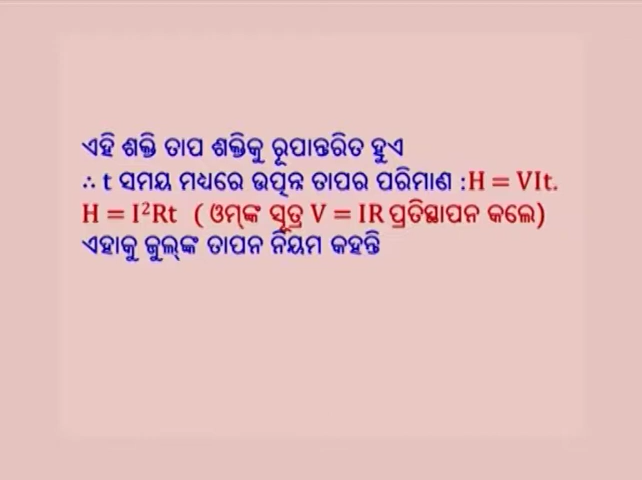 ଏହି ଶକ୍ତି ତାପ ଶକ୍ତିକୁ ରୂପାନ୍ତରିତ ହୁଏ
∴ t ସମୟ ମଧ୍ୟରେ ଉତ୍ପନ୍ନ ତାପର ପରିମାଣ :H = VIt.
H = I²Rt ( ଓମ୍‌ଙ୍କ ସୂତ୍ର V = IR ପ୍ରତିସ୍ଥାପନ କଲେ)
ଏହାକୁ ଜୁଲ୍‌ଙ୍କ ତାପନ ନିୟମ କହନ୍ତି